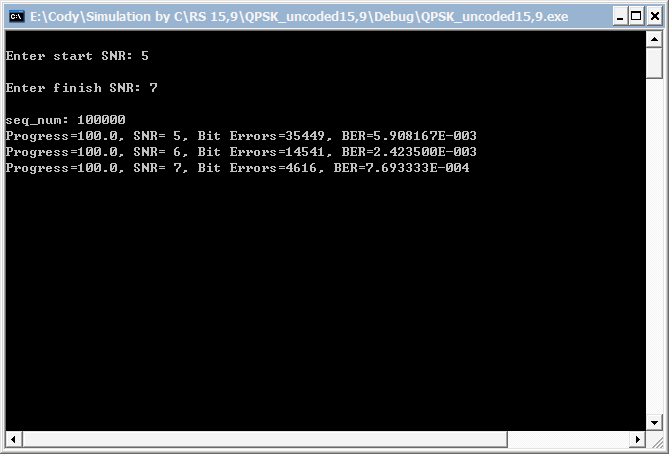 E:\Cody\Simulation by C\RS 15,9\QPSK_uncoded15,9\Debug\QPSK_uncoded15,9.exe
Enter start SNR: 5
Enter finish SNR: 7
seq_num: 100000
Progress=100.0, SNR= 5, Bit Errors=35449, BER=5.908167E-003
Progress=100.0, SNR= 6, Bit Errors=14541, BER=2.423500E-003
Progress=100.0, SNR= 7, Bit Errors=4616, BER=7.693333E-004